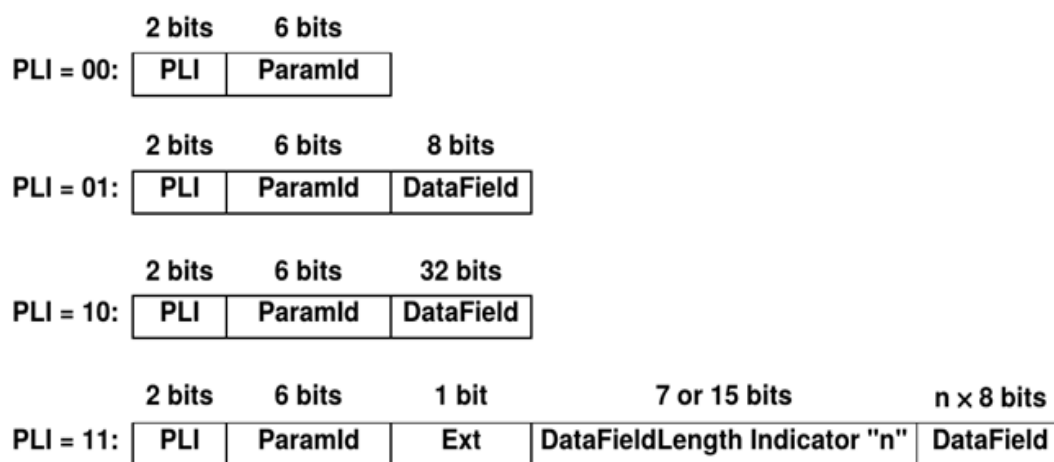 2 bits 6 bits
PLI = 00: PLI ParamId
2 bits 6 bits 8 bits
PLI = 01: PLI ParamId DataField
2 bits 6 bits 32 bits
PLI = 10: PLI ParamId DataField
2 bits 6 bits 1 bit 7 or 15 bits n × 8 bits
PLI = 11: PLI ParamId Ext DataFieldLength Indicator "n" DataField